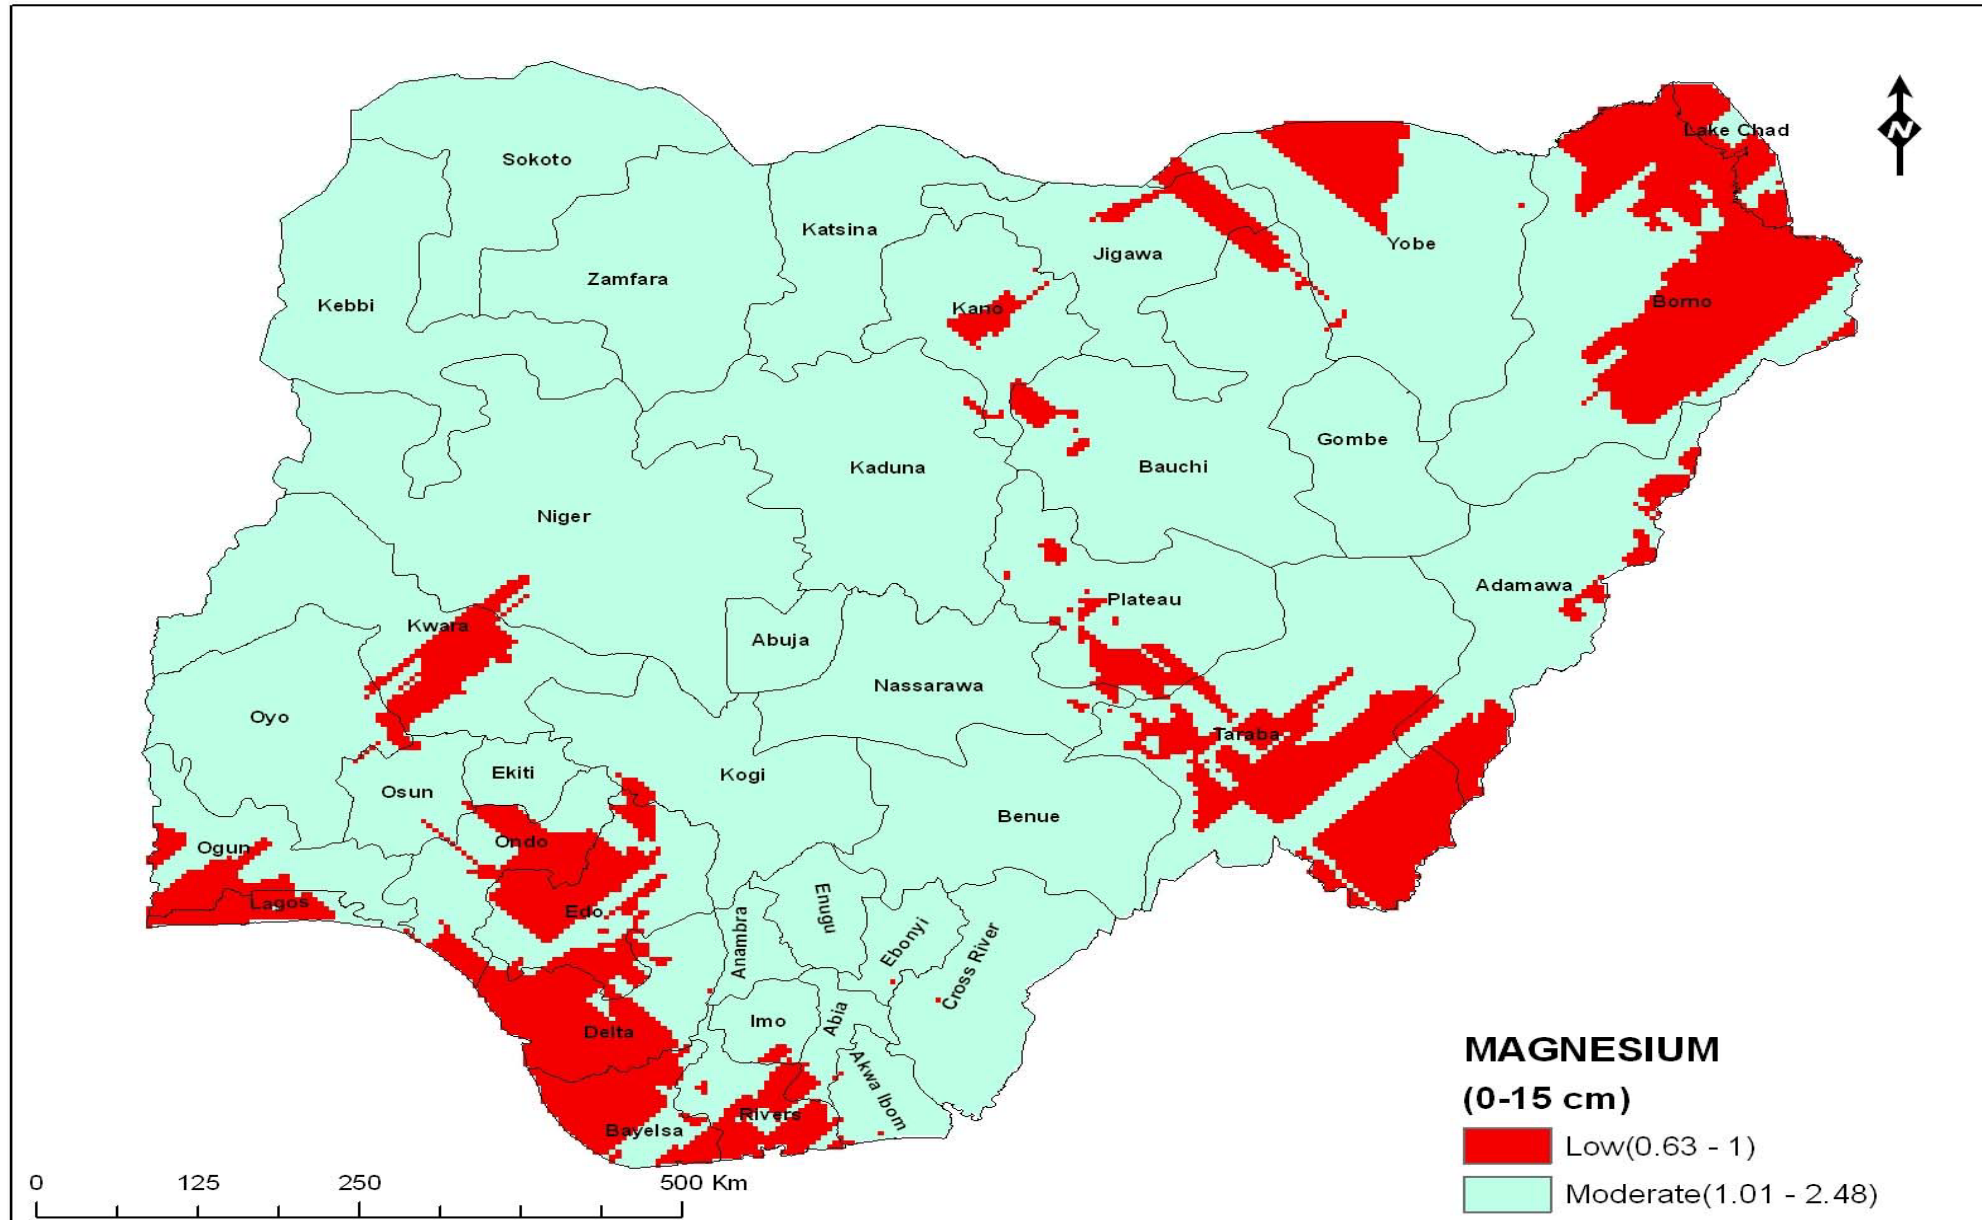 Lake Chad
N
Sokoto
Katsina
Yobe
Jigawa
Zamfara
Kebbi
Kano
Borno
Gombe
Kaduna
Bauchi
Niger
Adamawa
Plateau
Kwara
Abuja
Nassarawa
Oyo
Taraba
Ekiti
Kogi
Osun
Benue
Ondo
Ogun
Lagos
Edo
Enugu
Anambra
Ebonyi
Cross River
Imo
Abia
Delta
Akwa Ibom
Rivers
Bayelsa
MAGNESIUM
(0-15 cm)
Low(0.63 - 1)
Moderate(1.01 - 2.48)
0 125 250 500 Km